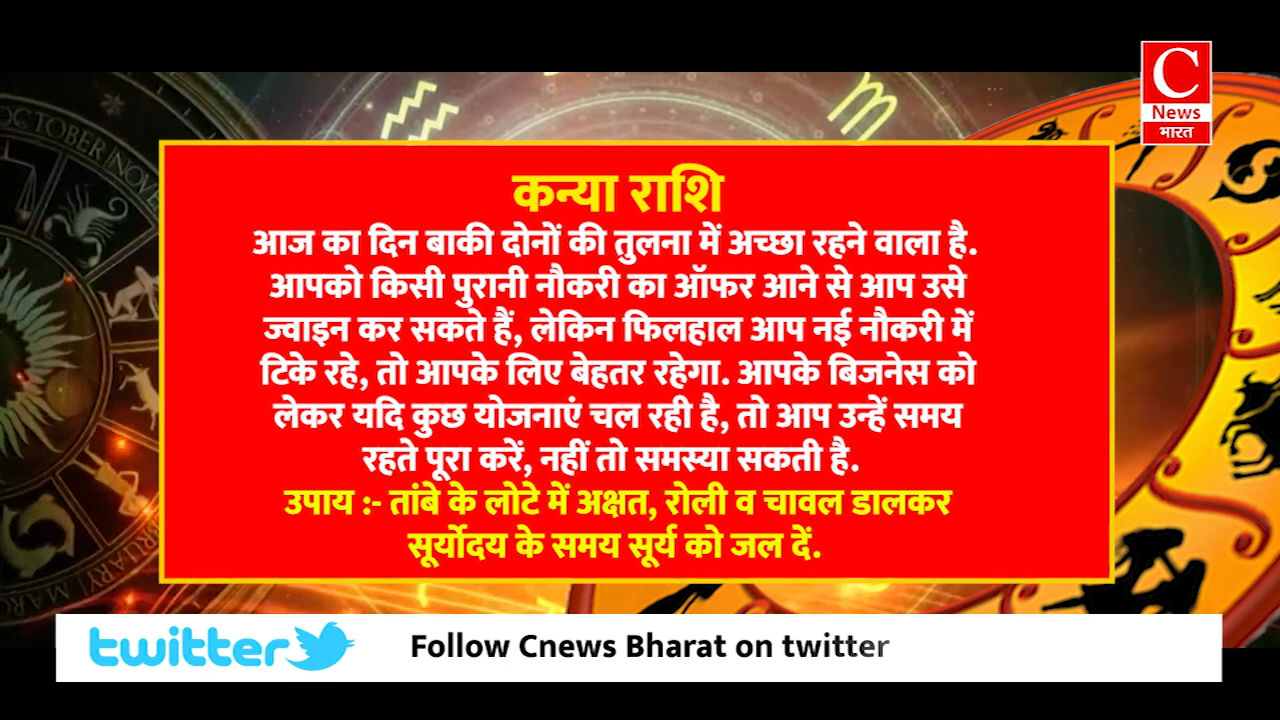 C
News
भारत
OCTOBER NOVE
कन्या राशि
आज का दिन बाकी दोनों की तुलना में अच्छा रहने वाला है.
आपको किसी पुरानी नौकरी का ऑफर आने से आप उसे
ज्वाइन कर सकते हैं, लेकिन फिलहाल आप नई नौकरी में
टिके रहे, तो आपके लिए बेहतर रहेगा. आपके बिजनेस को
लेकर यदि कुछ योजनाएं चल रही है, तो आप उन्हें समय
रहते पूरा करें, नहीं तो समस्या सकती है.
उपाय :- तांबे के लोटे में अक्षत, रोली व चावल डालकर
सूर्योदय के समय सूर्य को जल दें.
twitter
Follow Cnews Bharat on twitter